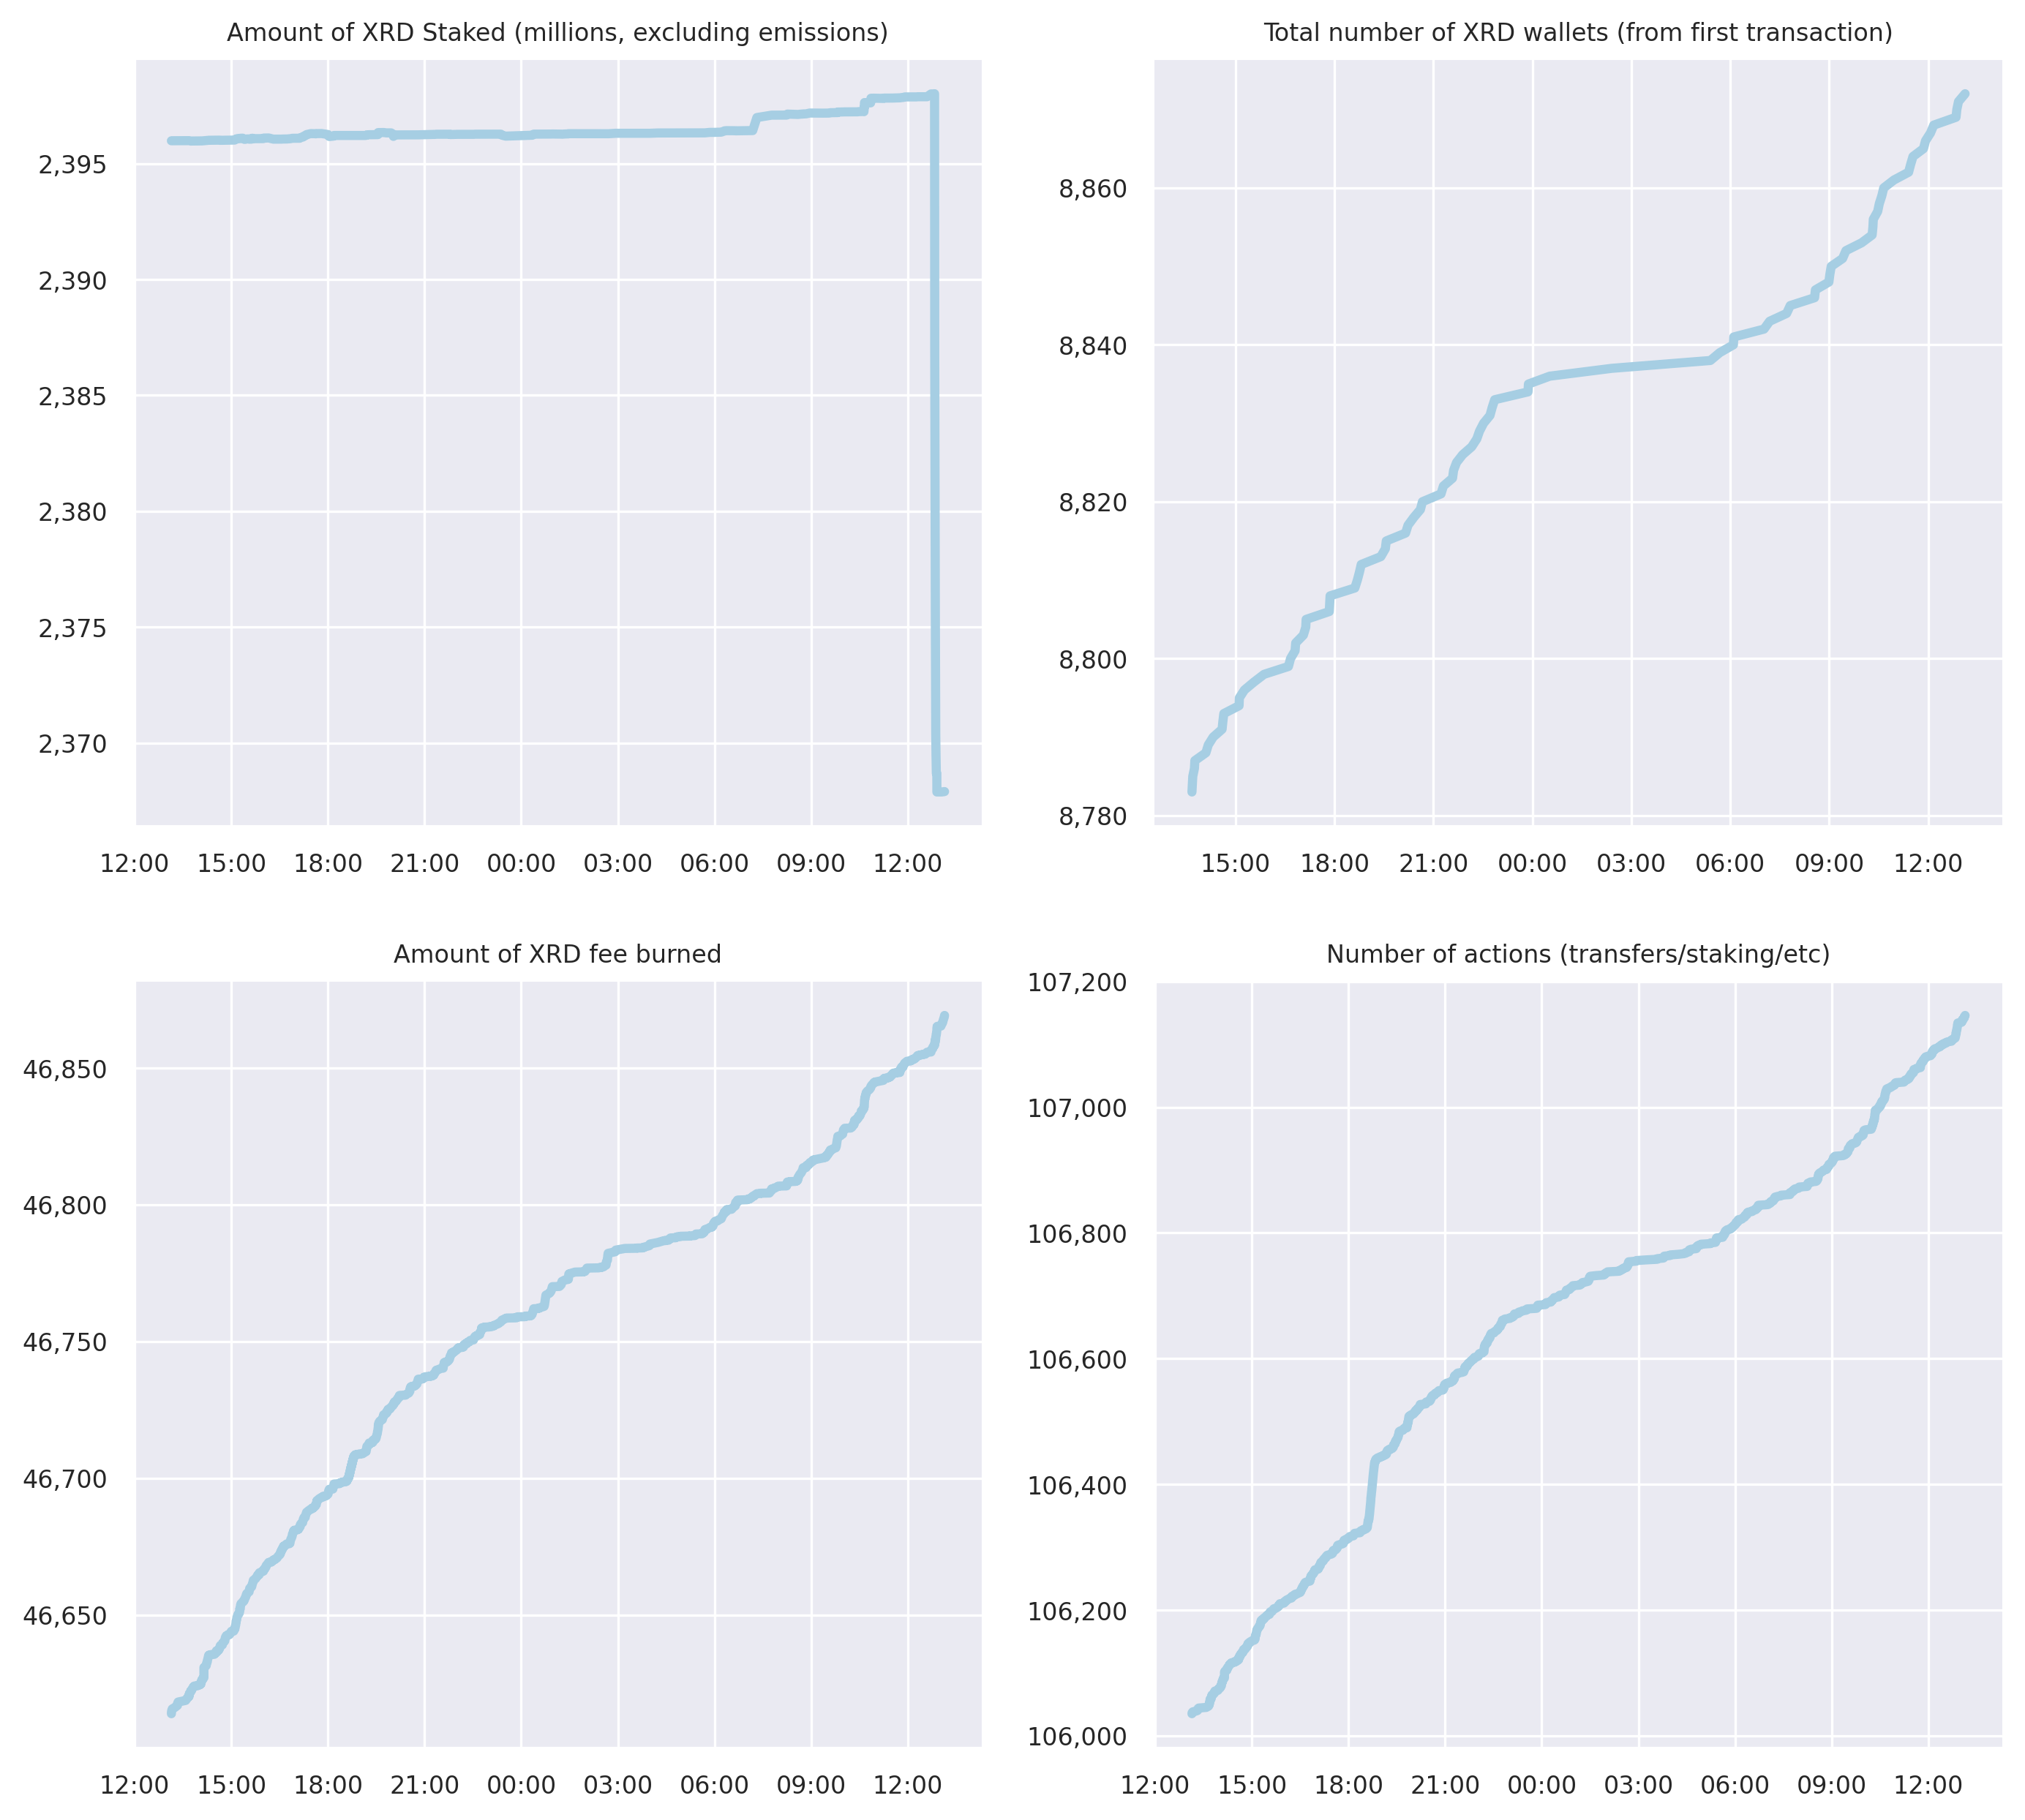 Amount of XRD Staked (millions, excluding emissions)
2,395
2,390
2,385
2,380
2,375
2,370
12:00 15:00 18:00 21:00 00:00 03:00 06:00 09:00 12:00
Total number of XRD wallets (from first transaction)
8,860
8,840
8,820
8,800
8,780
15:00 18:00 21:00 00:00 03:00 06:00 09:00 12:00
Amount of XRD fee burned
46,850
46,800
46,750
46,700
46,650
12:00 15:00 18:00 21:00 00:00 03:00 06:00 09:00 12:00
Number of actions (transfers/staking/etc)
107,200
107,000
106,800
106,600
106,400
106,200
106,000
12:00 15:00 18:00 21:00 00:00 03:00 06:00 09:00 12:00